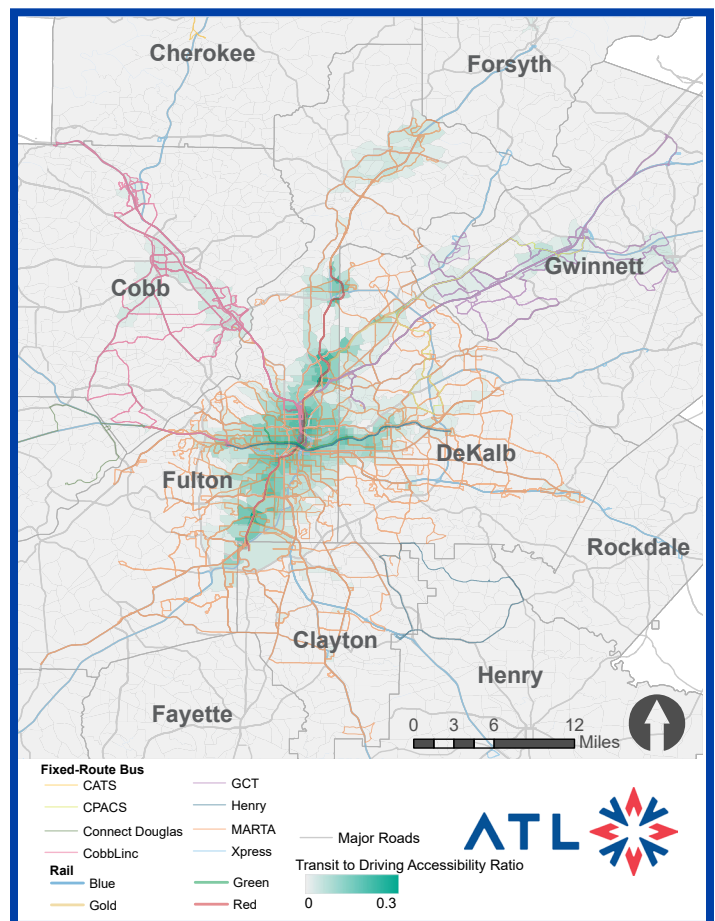 Cherokee
Forsyth
Cobb
Gwinnett
DeKalb
Fulton
Rockdale
Clayton
Henry
Fayette
0 3 6 12
Miles
Fixed-Route Bus
CATS
CPACS
Connect Douglas
CobbLinc
GCT
Henry
MARTA
Xpress
Major Roads
Rail
Blue
Gold
Green
Red
Transit to Driving Accessibility Ratio
0 0.3
ATL